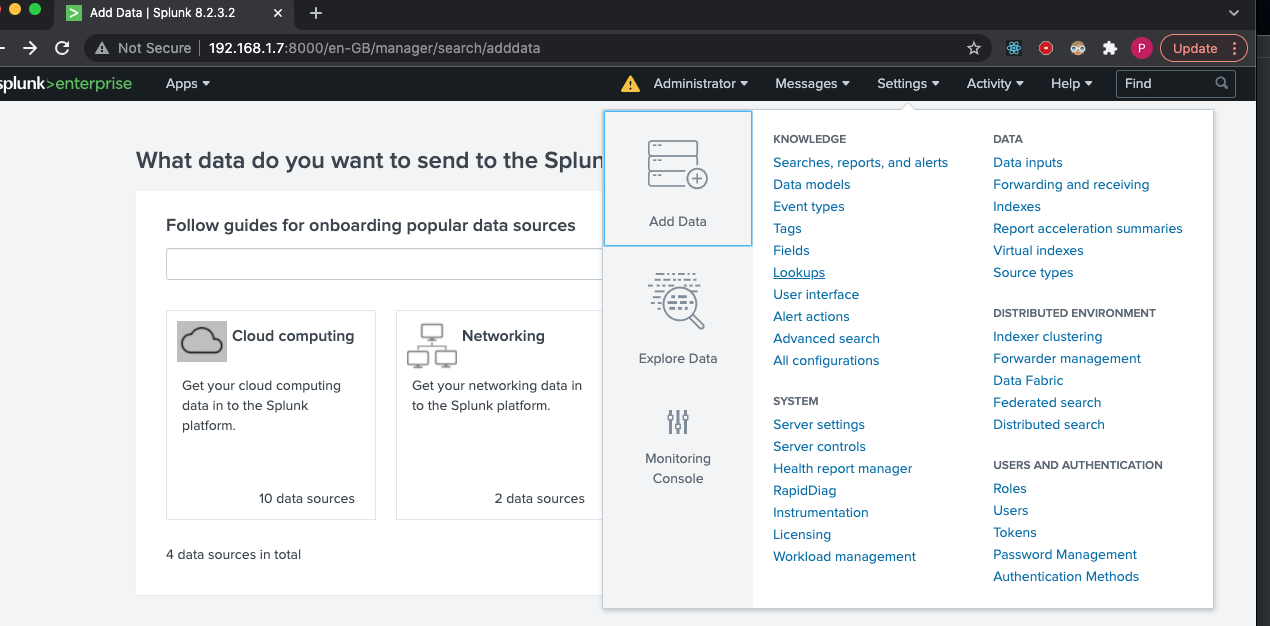 Add Data | Splunk 8.2.3.2
Not Secure 192.168.1.7:8000/en-GB/manager/search/adddata
P
Update
splunk>enterprise Apps Administrator Messages Settings Activity Help Find
What data do you want to send to the Splun
Follow guides for onboarding popular data sources
Cloud computing
Get your cloud computing
data in to the Splunk
platform.
10 data sources
Networking
Get your networking data in
to the Splunk platform.
2 data sources
4 data sources in total
Add Data
Explore Data
Monitoring
Console
KNOWLEDGE
Searches, reports, and alerts
Data models
Event types
Tags
Fields
Lookups
User interface
Alert actions
Advanced search
All configurations
SYSTEM
Server settings
Server controls
Health report manager
RapidDiag
Instrumentation
Licensing
Workload management
DATA
Data inputs
Forwarding and receiving
Indexes
Report acceleration summaries
Virtual indexes
Source types
DISTRIBUTED ENVIRONMENT
Indexer clustering
Forwarder management
Data Fabric
Federated search
Distributed search
USERS AND AUTHENTICATION
Roles
Users
Tokens
Password Management
Authentication Methods